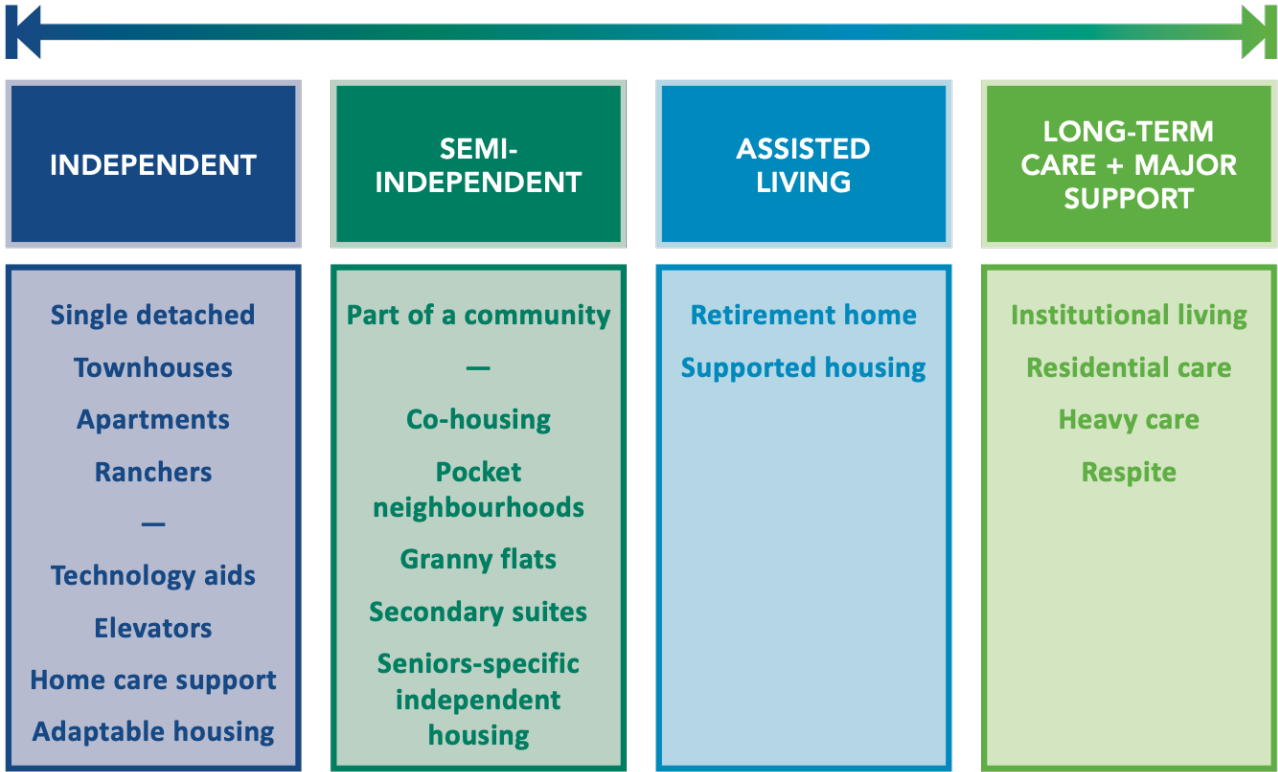 INDEPENDENT
SEMI-
INDEPENDENT
ASSISTED
LIVING
LONG-TERM
CARE + MAJOR
SUPPORT
Single detached
Townhouses
Apartments
Ranchers
—
Technology aids
Elevators
Home care support
Adaptable housing
Part of a community
—
Co-housing
Pocket
neighbourhoods
Granny flats
Secondary suites
Seniors-specific
independent
housing
Retirement home
Supported housing
Institutional living
Residential care
Heavy care
Respite